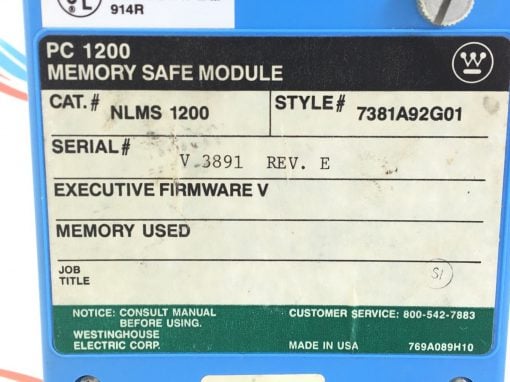 UL
914R
PC 1200
MEMORY SAFE MODULE
W
CAT.# NLMS 1200
STYLE# 7381A92G01
SERIAL# V 3891 REV. E
EXECUTIVE FIRMWARE V
MEMORY USED
JOB
TITLE
S1
NOTICE: CONSULT MANUAL
BEFORE USING.
WESTINGHOUSE
ELECTRIC CORP.
CUSTOMER SERVICE: 800-542-7883
MADE IN USA 769A089H10